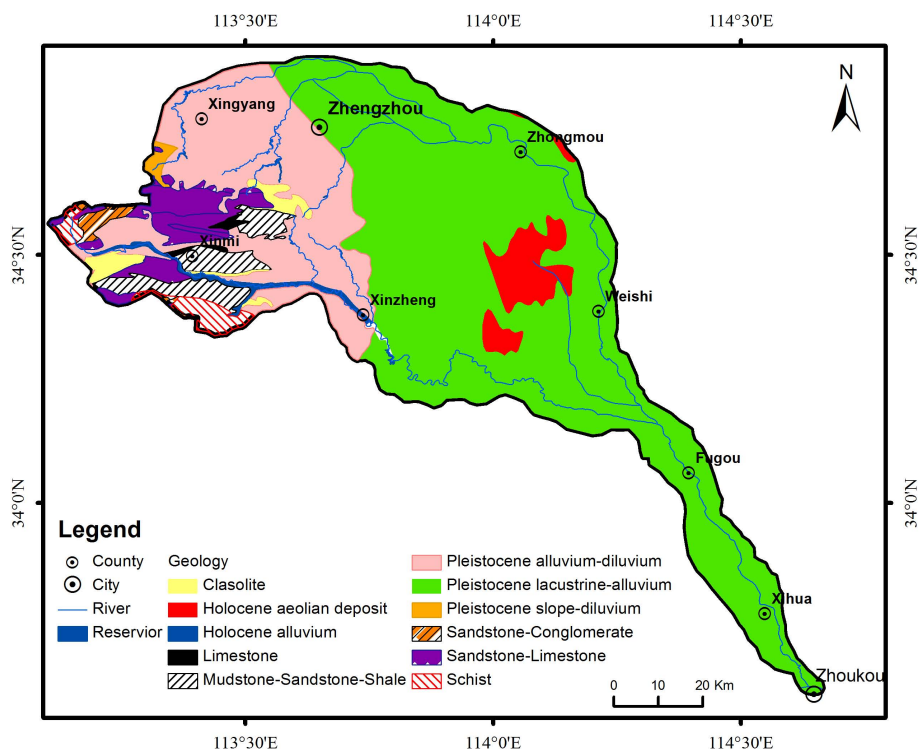 113°30'E 114°0'E 114°30'E
N
Xingyang
Zhengzhou
Zhongmou
34°30'N 34°30'N
Xinmi
Weishi
Xinzheng
Fugou
34°0'N 34°0'N
Legend
County
City
River
Reservior
Geology
Clasolite
Holocene aeolian deposit
Holocene alluvium
Limestone
Mudstone-Sandstone-Shale
Pleistocene alluvium-diluvium
Pleistocene lacustrine-alluvium
Pleistocene slope-diluvium
Sandstone-Conglomerate
Sandstone-Limestone
Schist
Xihua
Zhoukou
0 10 20 Km
113°30'E 114°0'E 114°30'E